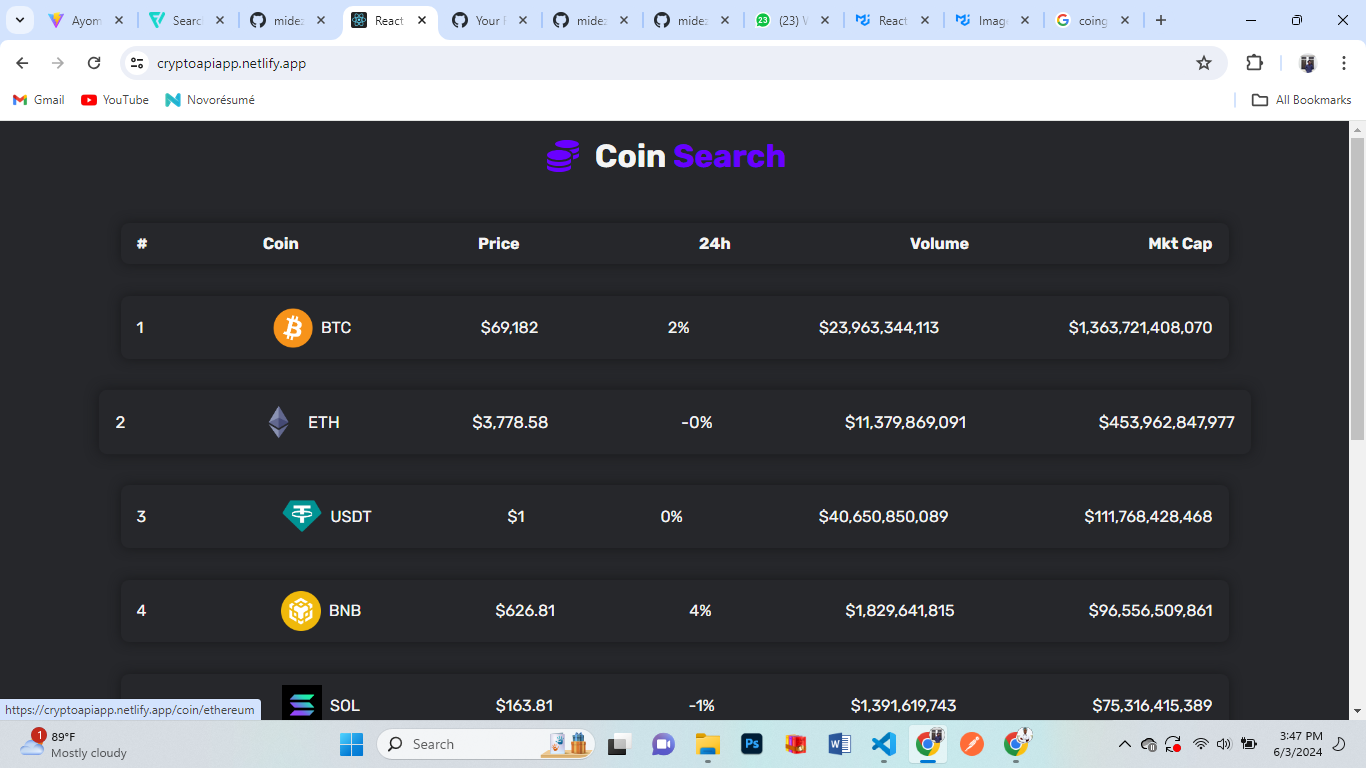 Ayom
Search
midez
React
Your
midez
midez
(23)
React
Imag
coing
cryptoapiapp.netlify.app
Gmail
YouTube
Novorésumé
All Bookmarks
Coin Search
# Coin Price 24h Volume Mkt Cap
1 BTC $69,182 2% $23,963,344,113 $1,363,721,408,070
2 ETH $3,778.58 -0% $11,379,869,091 $453,962,847,977
3 USDT $1 0% $40,650,850,089 $111,768,428,468
4 BNB $626.81 4% $1,829,641,815 $96,556,509,861
SOL $163.81 -1% $1,391,619,743 $75,316,415,389
https://cryptoapiapp.netlify.app/coin/ethereum
1
89°F
Mostly cloudy
Search
Ps
3:47 PM
6/3/2024